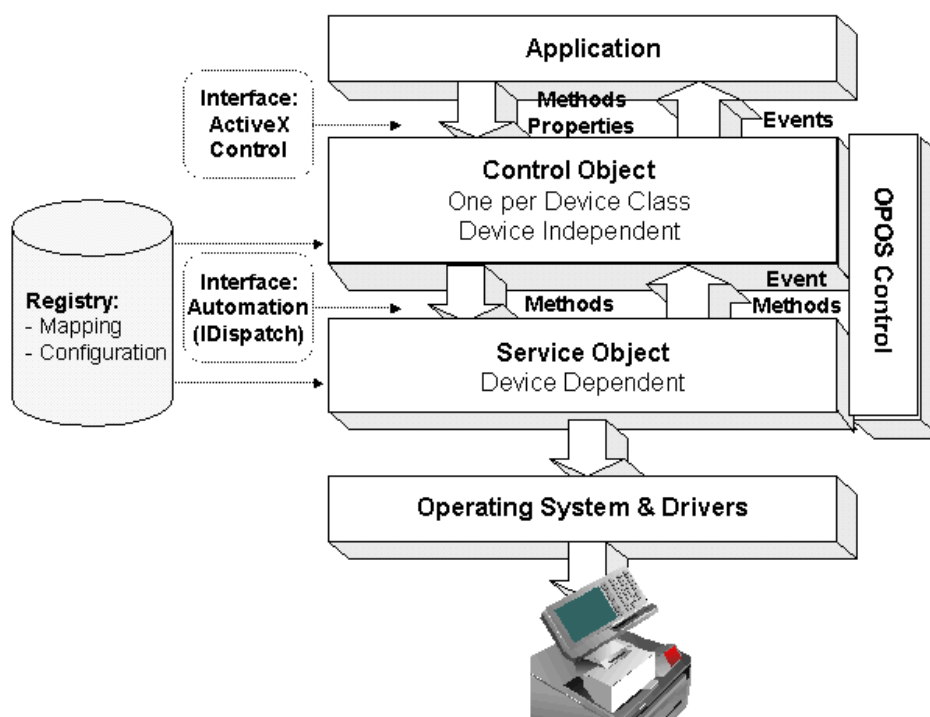 Application
Interface:
ActiveX
Control
Methods
Properties
Events
Control Object
One per Device Class
Device Independent
OPOS Control
Registry:
- Mapping
- Configuration
Interface:
Automation
(IDispatch)
Methods
Event
Methods
Service Object
Device Dependent
Operating System & Drivers